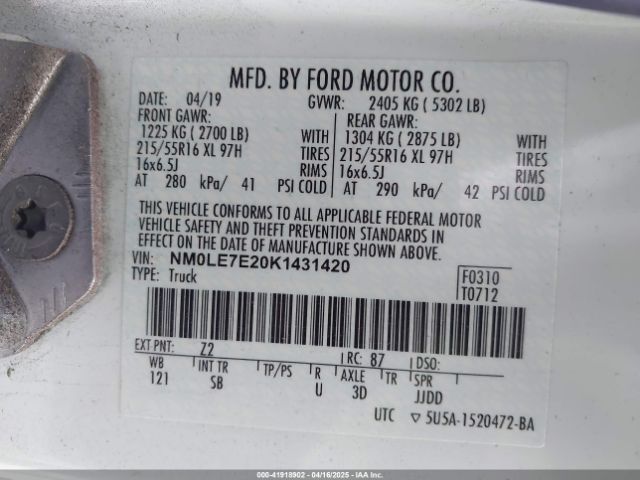 MFD. BY FORD MOTOR CO.
DATE: 04/19 GVWR: 2405 KG ( 5302 LB)
FRONT GAWR: REAR GAWR:
1225 KG ( 2700 LB) WITH 1304 KG ( 2875 LB) WITH
215/55R16 XL 97H TIRES 215/55R16 XL 97H TIRES
16x6.5J RIMS 16x6.5J RIMS
AT 280 kPa/ 41 PSI COLD AT 290 kPa/ 42 PSI COLD
THIS VEHICLE CONFORMS TO ALL APPLICABLE FEDERAL MOTOR
VEHICLE SAFETY AND THEFT PREVENTION STANDARDS IN
EFFECT ON THE DATE OF MANUFACTURE SHOWN ABOVE.
VIN: NM0LE7E20K1431420
TYPE: Truck
F0310
T0712
EXT PNT: Z2 RC: 87 DSO:
WB INT TR TP/PS R AXLE TR SPR
121 SB U 3D JJDD
UTC ▽ 5U5A-1520472-BA
000-41918902 - 04/16/2025 - IAAI.COM